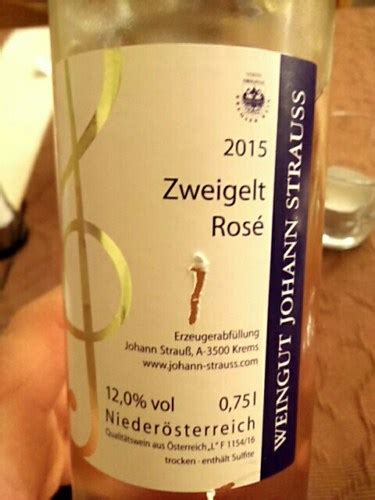 2015
Zweigelt
Rosé
Erzeugerabfüllung
Johann Strauß, A-3500 Krems
www.johann-strauss.com
12,0% vol 0,75 l
Niederösterreich
Qualitätswein aus Österreich „L" F 1154/16
trocken · enthält Sulfite
WEINGUT JOHANN STRAUSS